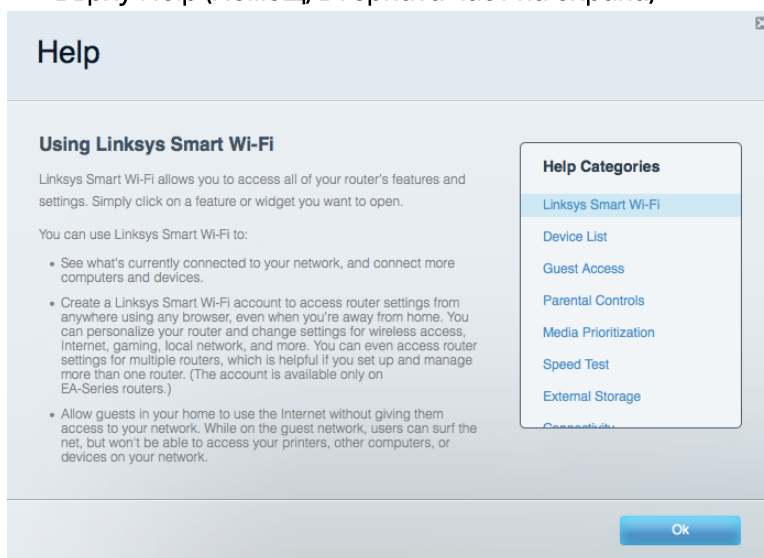 върху Help (Помощ) в горната част на екрана)
Help
Using Linksys Smart Wi-Fi
Linksys Smart Wi-Fi allows you to access all of your router's features and
settings. Simply click on a feature or widget you want to open.
You can use Linksys Smart Wi-Fi to:
• See what's currently connected to your network, and connect more
computers and devices.
• Create a Linksys Smart Wi-Fi account to access router settings from
anywhere using any browser, even when you're away from home. You
can personalize your router and change settings for wireless access,
Internet, gaming, local network, and more. You can even access router
settings for multiple routers, which is helpful if you set up and manage
more than one router. (The account is available only on
EA-Series routers.)
• Allow guests in your home to use the Internet without giving them
access to your network. While on the guest network, users can surf the
net, but won't be able to access your printers, other computers, or
devices on your network.
Help Categories
Linksys Smart Wi-Fi
Device List
Guest Access
Parental Controls
Media Prioritization
Speed Test
External Storage
Connectivity
Ok